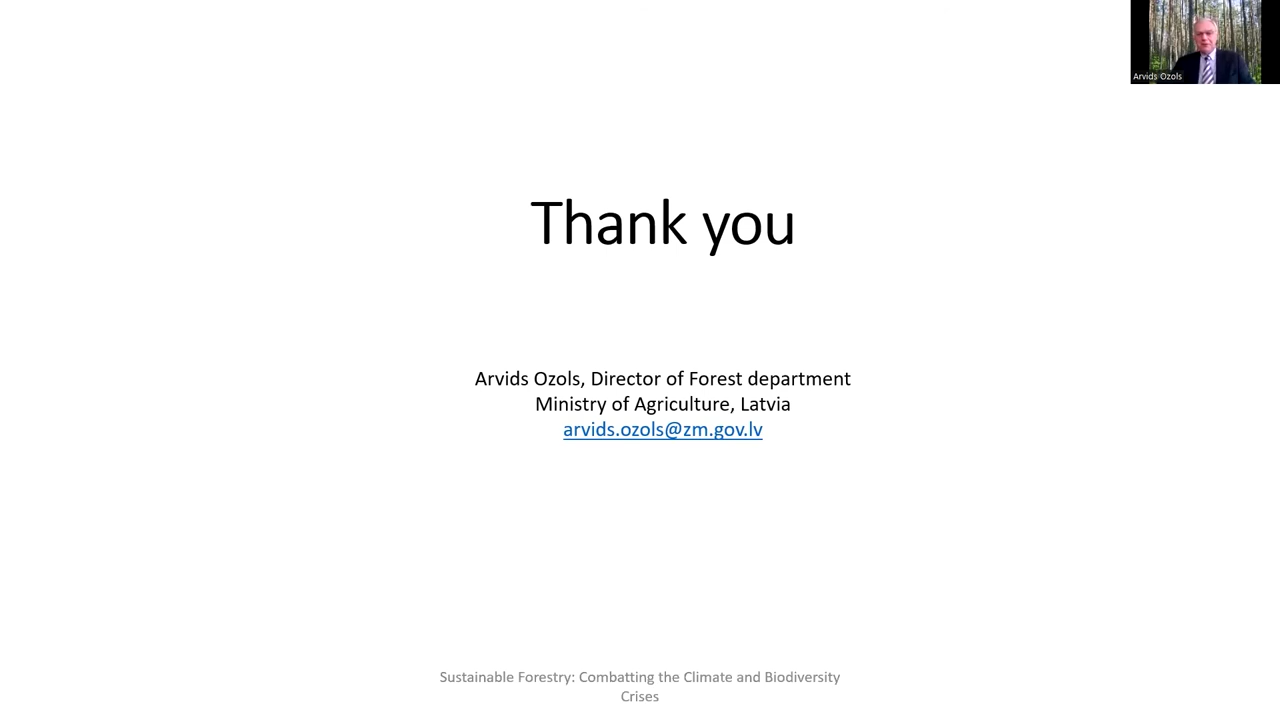 Arvids Ozols
Thank you
Arvids Ozols, Director of Forest department
Ministry of Agriculture, Latvia
arvids.ozols@zm.gov.lv
Sustainable Forestry: Combatting the Climate and Biodiversity
Crises